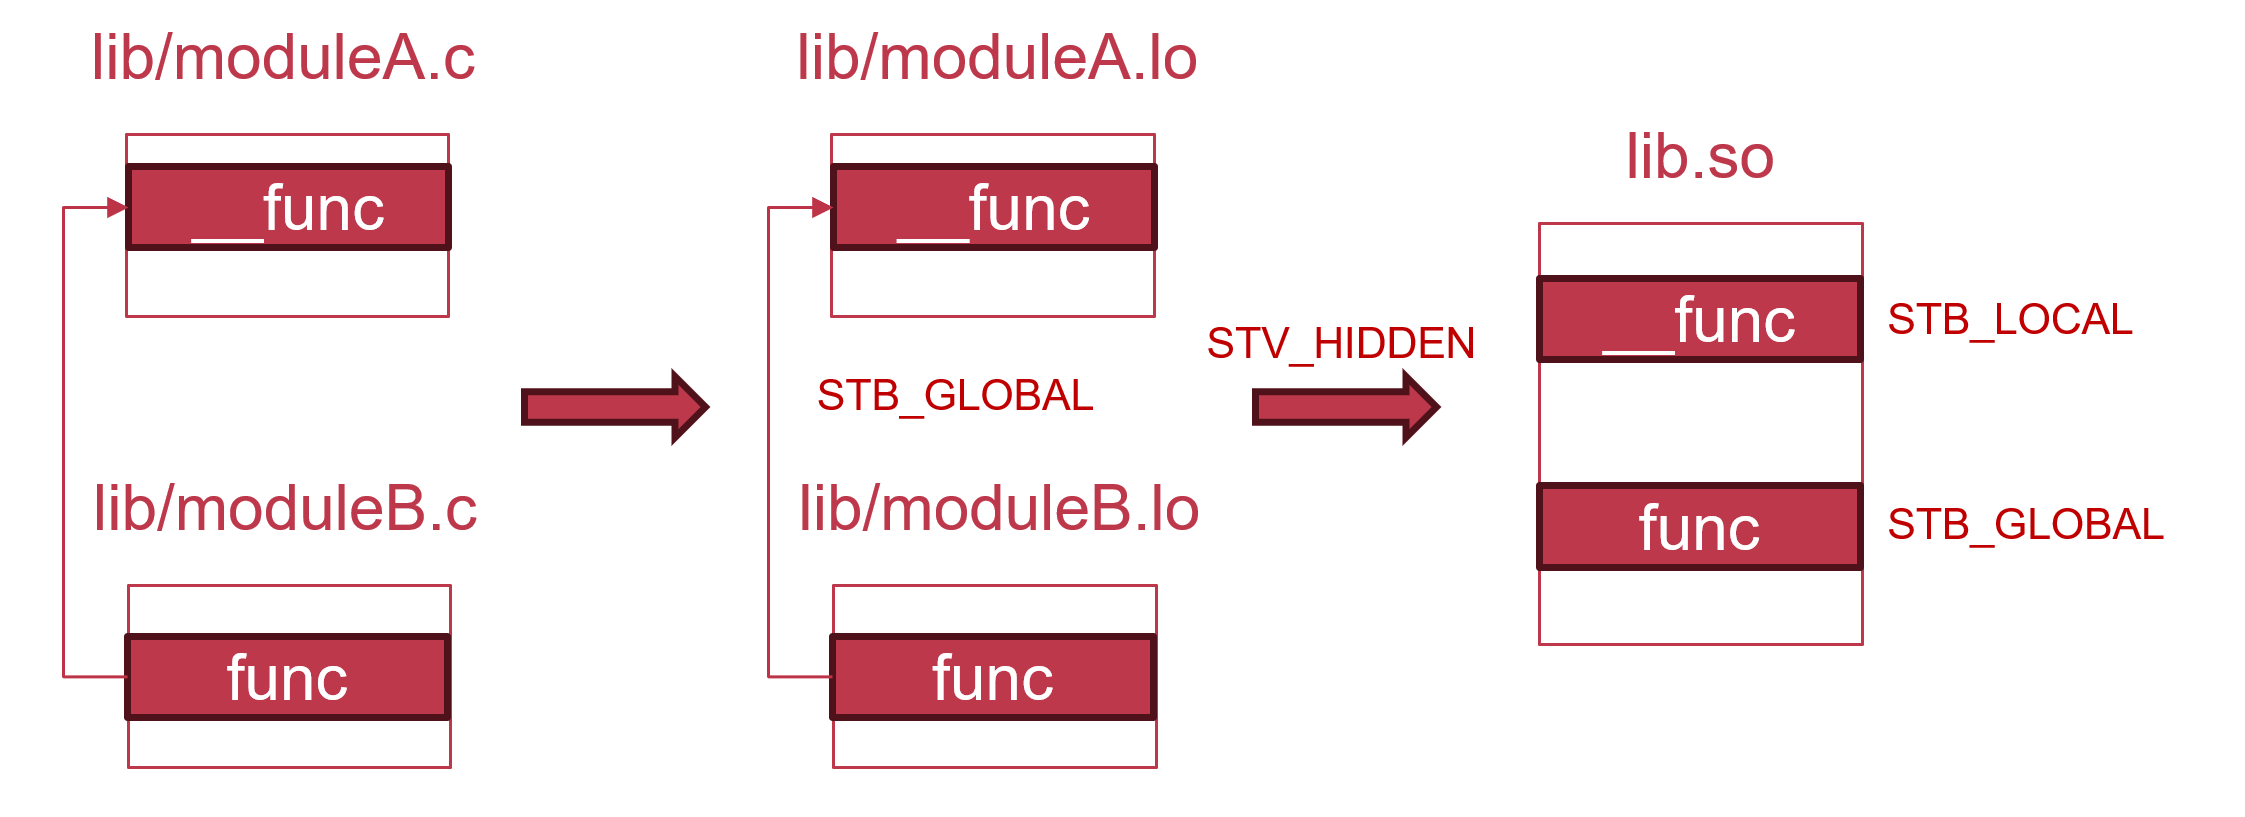 lib/moduleA.c
__func
lib/moduleB.c
func
lib/moduleA.lo
__func
STB_GLOBAL
lib/moduleB.lo
func
STV_HIDDEN
lib.so
__func
STB_LOCAL
func
STB_GLOBAL